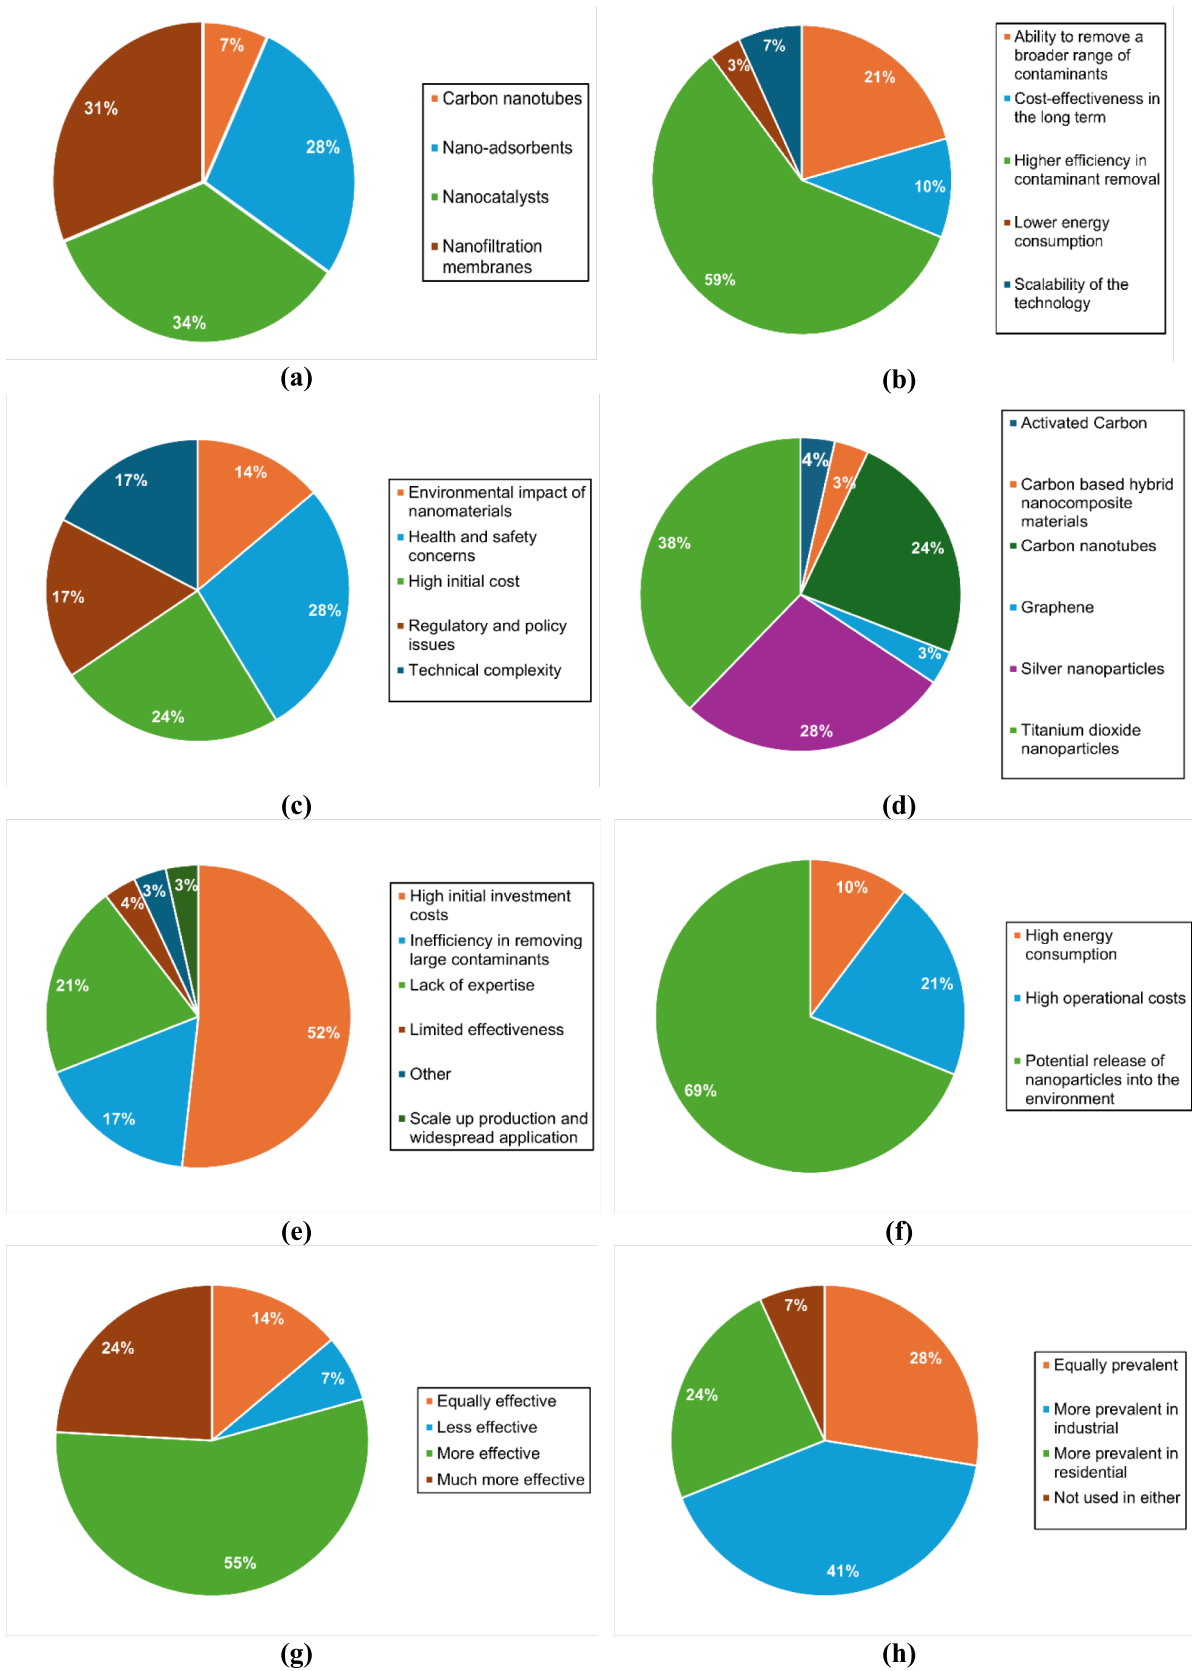 7%
28%
34%
31%
Carbon nanotubes
Nano-adsorbents
Nanocatalysts
Nanofiltration
membranes
(a)
21%
10%
59%
3%
7%
Ability to remove a
broader range of
contaminants
Cost-effectiveness in
the long term
Higher efficiency in
contaminant removal
Lower energy
consumption
Scalability of the
technology
(b)
14%
28%
24%
17%
17%
Environmental impact of
nanomaterials
Health and safety
concerns
High initial cost
Regulatory and policy
issues
Technical complexity
(c)
4%
3%
24%
3%
28%
38%
Activated Carbon
Carbon based hybrid
nanocomposite
materials
Carbon nanotubes
Graphene
Silver nanoparticles
Titanium dioxide
nanoparticles
(d)
52%
17%
21%
4%
3%
3%
High initial investment
costs
Inefficiency in removing
large contaminants
Lack of expertise
Limited effectiveness
Other
Scale up production and
widespread application
(e)
10%
21%
69%
High energy
consumption
High operational costs
Potential release of
nanoparticles into the
environment
(f)
14%
7%
55%
24%
Equally effective
Less effective
More effective
Much more effective
(g)
28%
41%
24%
7%
Equally prevalent
More prevalent in
industrial
More prevalent in
residential
Not used in either
(h)